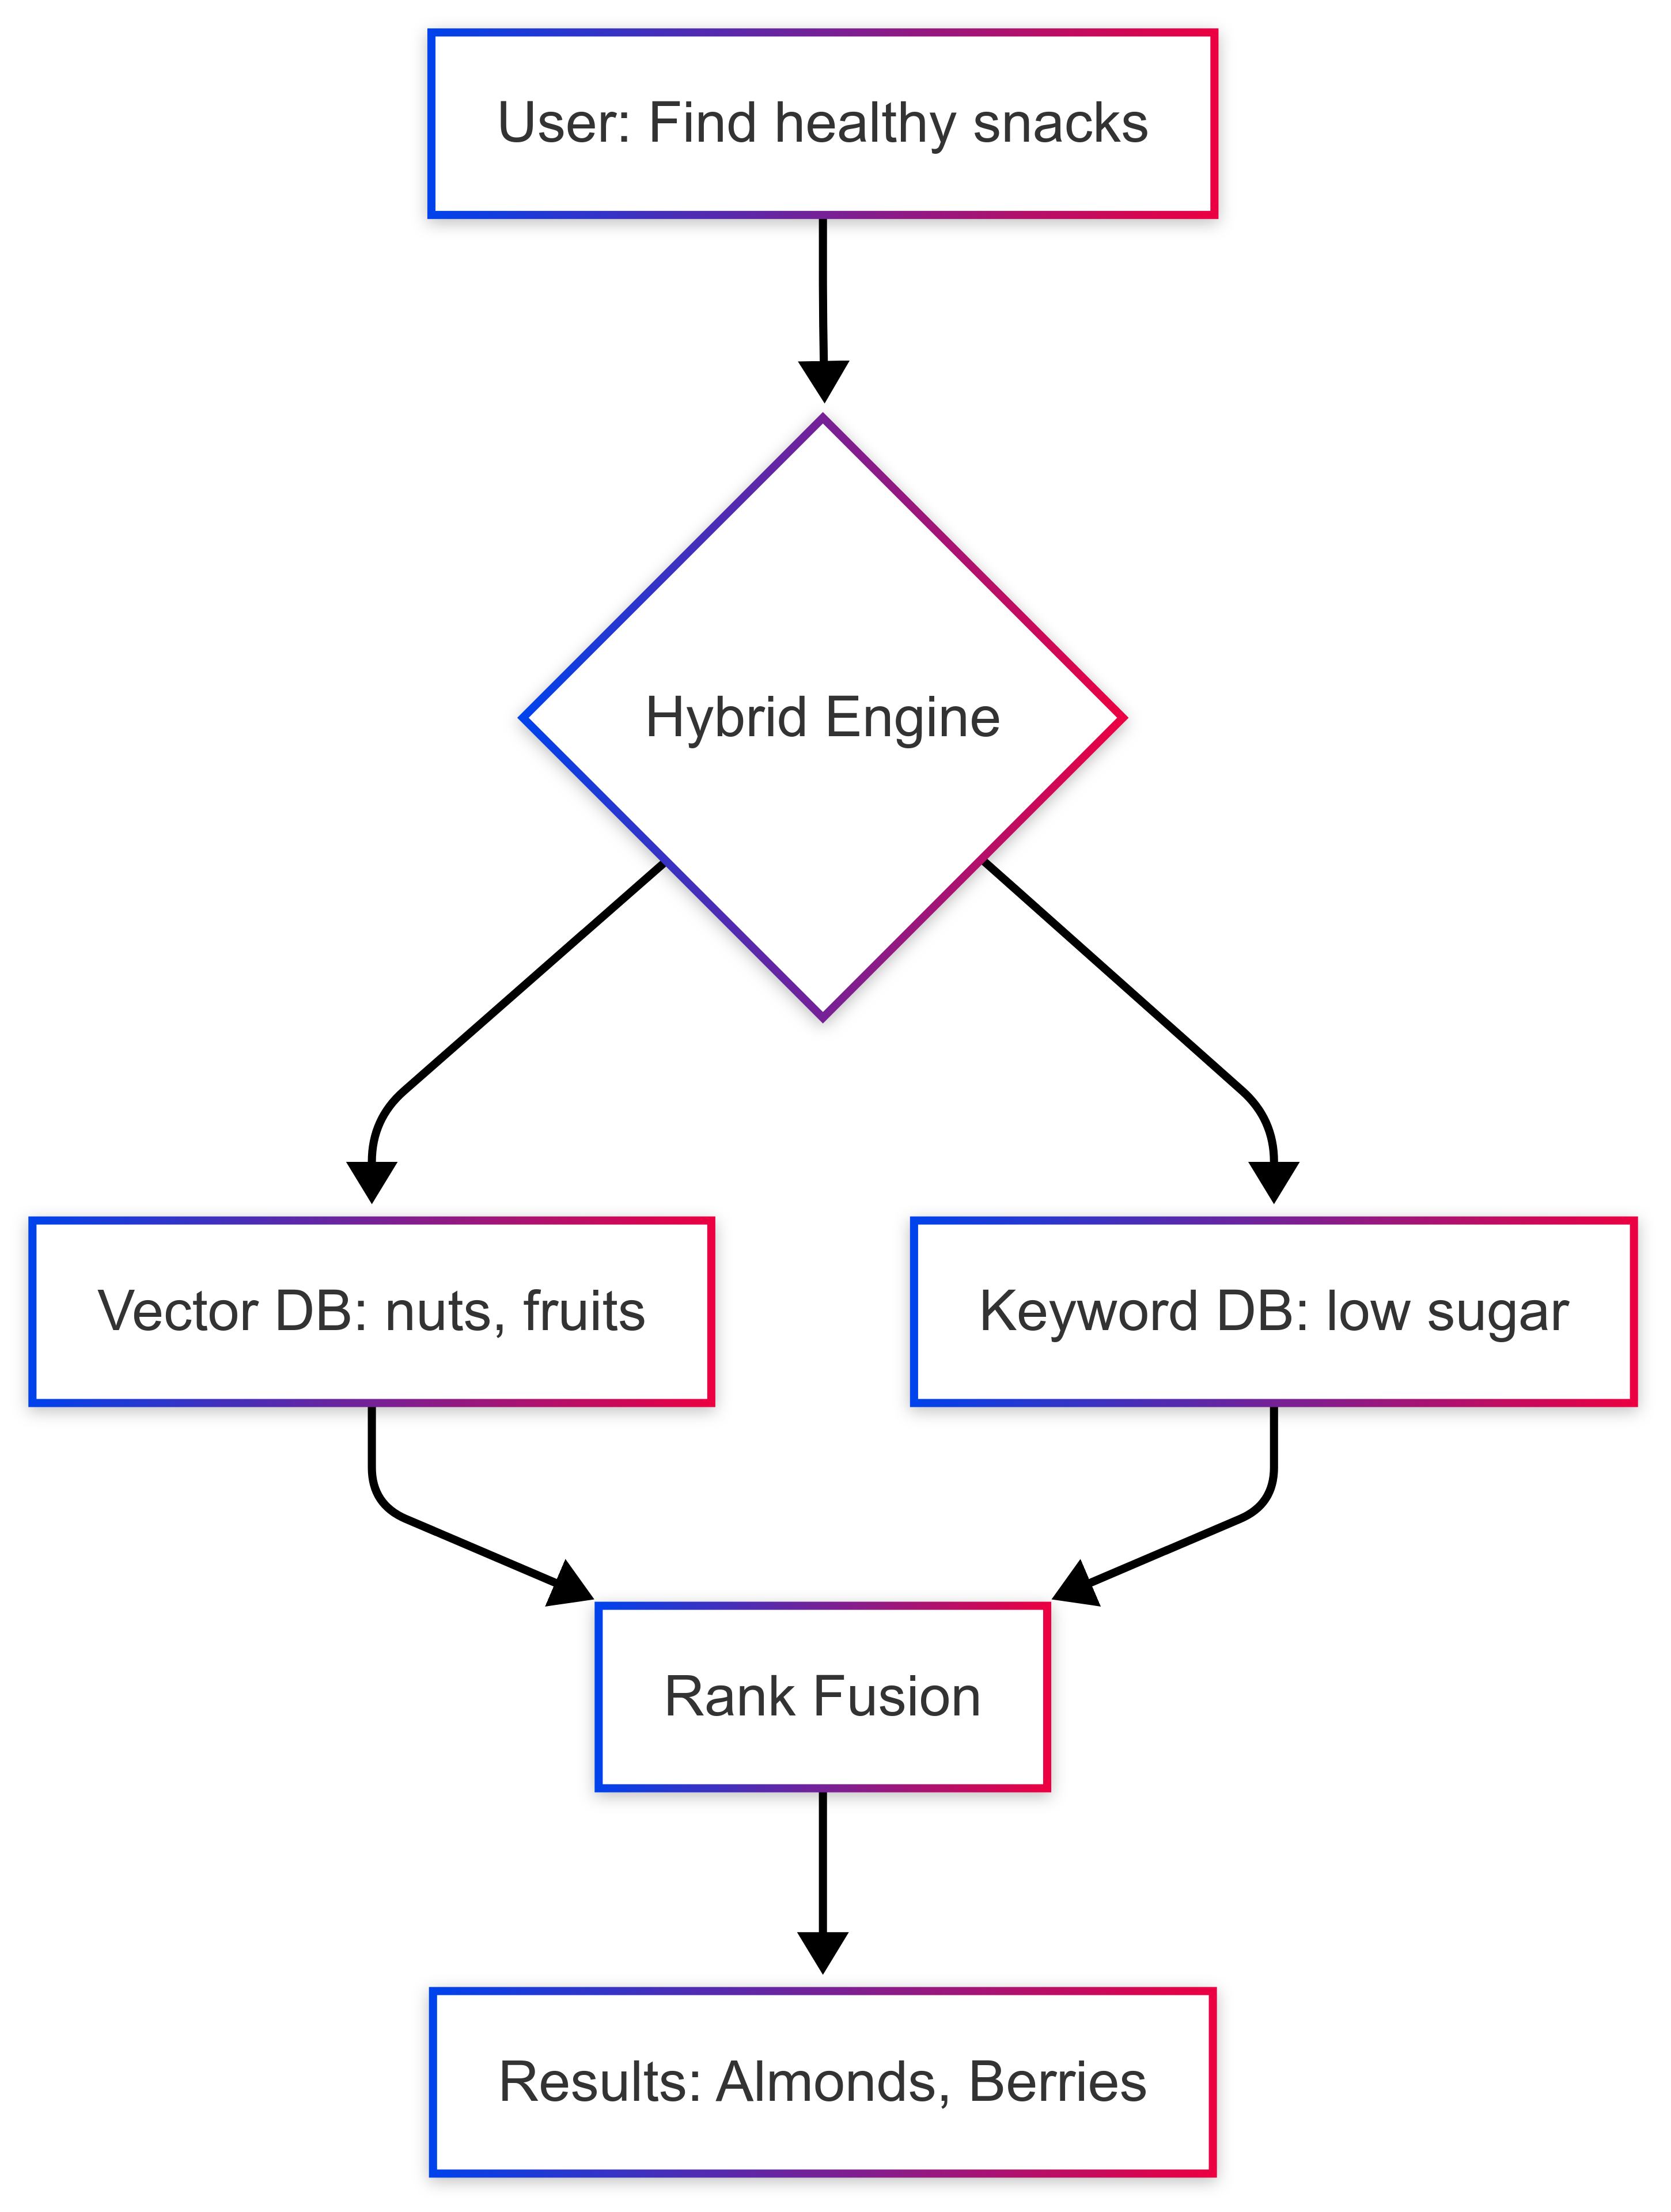 User: Find healthy snacks
Hybrid Engine
Vector DB: nuts, fruits
Keyword DB: low sugar
Rank Fusion
Results: Almonds, Berries